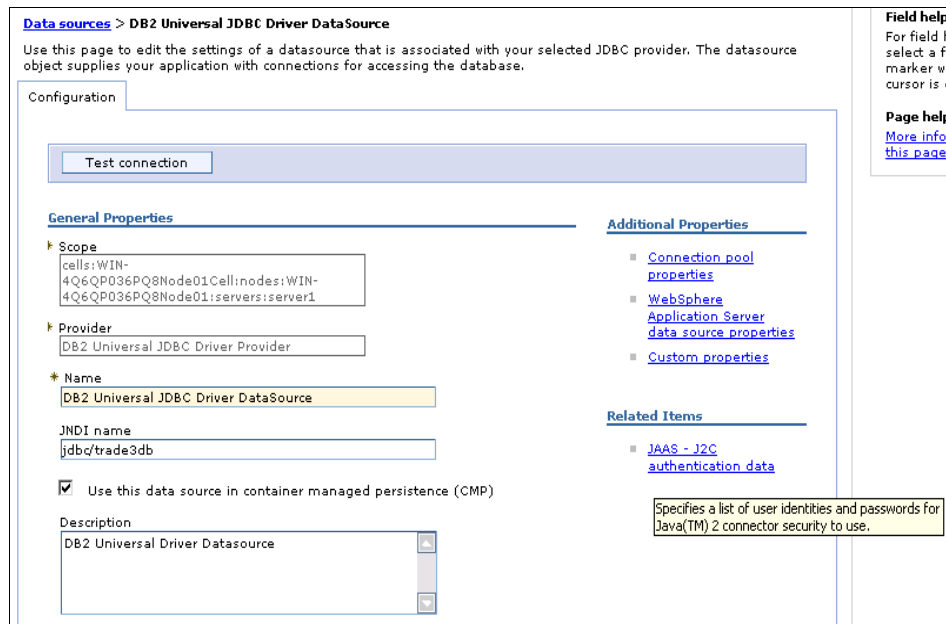 Data sources > DB2 Universal JDBC Driver DataSource
Use this page to edit the settings of a datasource that is associated with your selected JDBC provider. The datasource
object supplies your application with connections for accessing the database.
Configuration
Test connection
General Properties
Scope
cells:WIN-
4Q6QP036PQ8Node01Cell:nodes:WIN-
4Q6QP036PQ8Node01:servers:server1
Provider
DB2 Universal JDBC Driver Provider
Name
DB2 Universal JDBC Driver DataSource
JNDI name
jdbc/trade3db
Use this data source in container managed persistence (CMP)
Description
DB2 Universal Driver Datasource
Additional Properties
Connection pool
properties
WebSphere
Application Server
data source properties
Custom properties
Related Items
JAAS - J2C
authentication data
Specifies a list of user identities and passwords for
Java(TM) 2 connector security to use.
Field help
For field
select a
marker
cursor is
Page help
More
this page